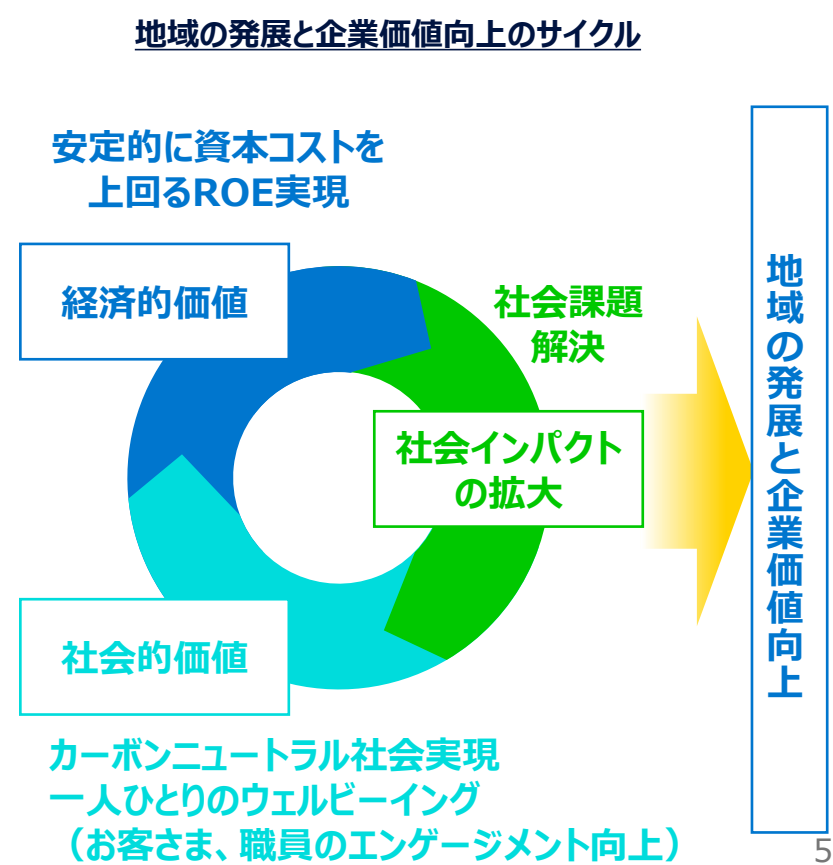 地域の発展と企業価値向上のサイクル
安定的に資本コストを
上回るROE実現
経済的価値
社会課題
解決
社会インパクト
の拡大
社会的価値
カーボンニュートラル社会実現
一人ひとりのウェルビーイング
（お客さま、職員のエンゲージメント向上）
地域の発展と企業価値向上
5